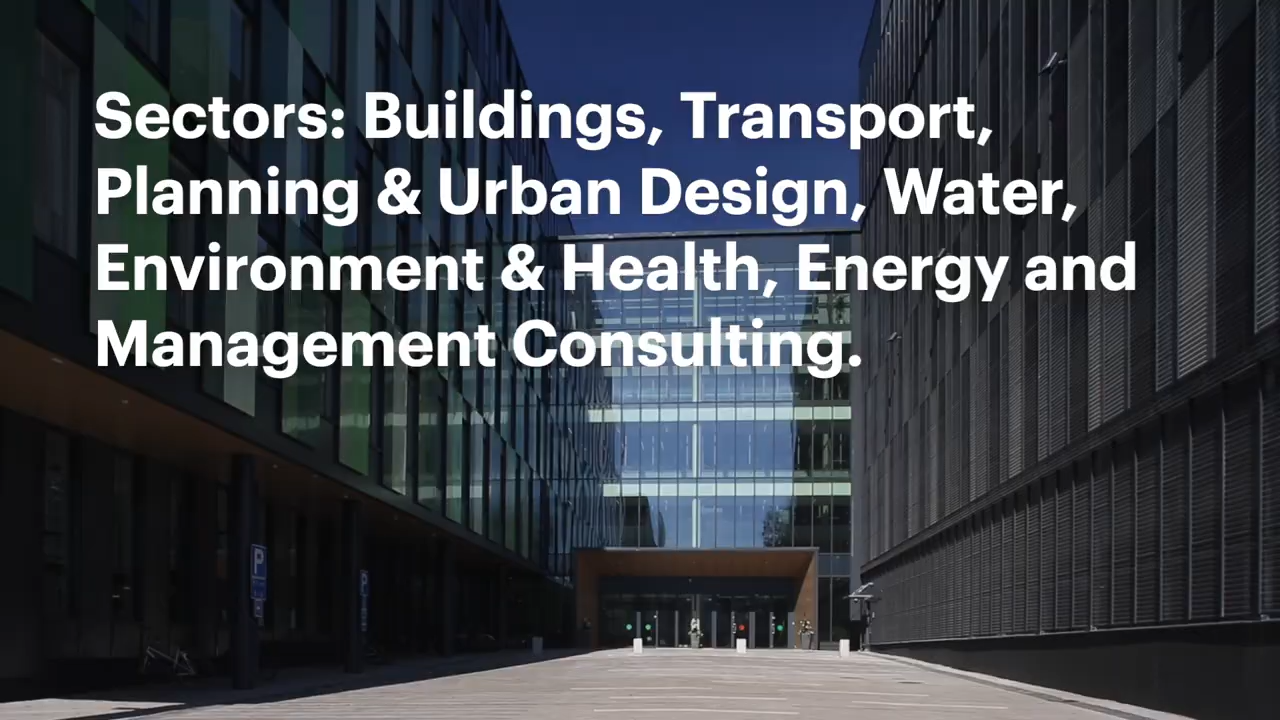 Sectors: Buildings, Transport,
Planning & Urban Design, Water,
Environment & Health, Energy and
Management Consulting.
P
P